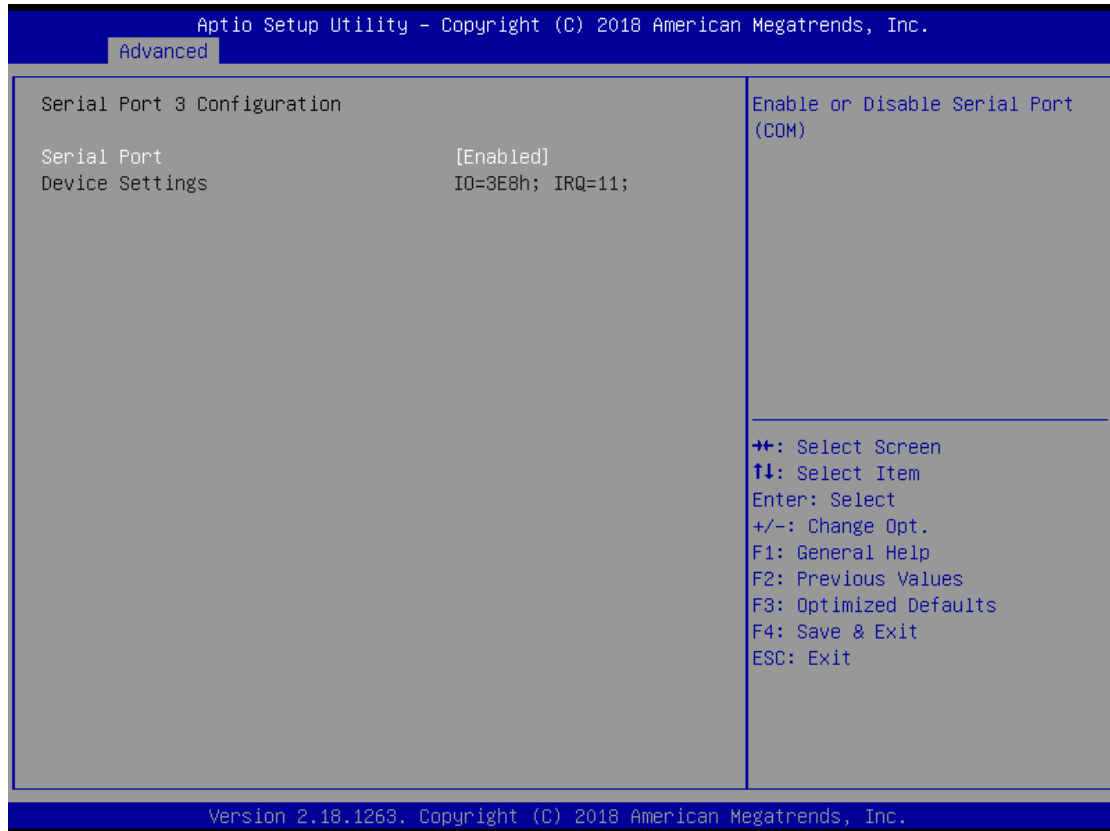 Aptio Setup Utility – Copyright (C) 2018 American Megatrends, Inc.
Advanced
Serial Port 3 Configuration
Serial Port [Enabled]
Device Settings IO=3E8h; IRQ=11;
Enable or Disable Serial Port
(COM)
→←: Select Screen
↑↓: Select Item
Enter: Select
+/-: Change Opt.
F1: General Help
F2: Previous Values
F3: Optimized Defaults
F4: Save & Exit
ESC: Exit
Version 2.18.1263. Copyright (C) 2018 American Megatrends, Inc.